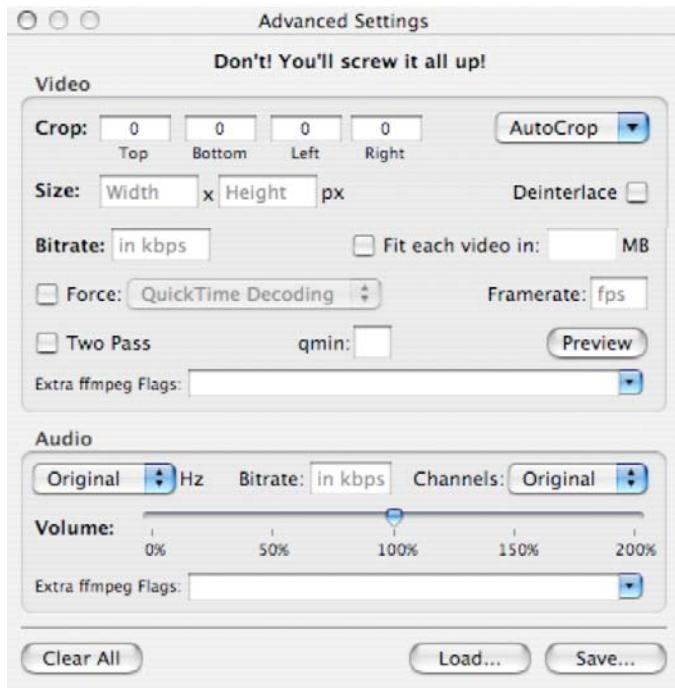 Advanced Settings
Don't! You'll screw it all up!
Video
Crop: 0 0 0 0 AutoCrop
Top Bottom Left Right
Size: Width x Height px Deinterlace
Bitrate: in kbps Fit each video in: MB
Force: QuickTime Decoding Framerate: fps
Two Pass qmin: Preview
Extra ffmpeg Flags:
Audio
Original Hz Bitrate: in kbps Channels: Original
Volume:
0% 50% 100% 150% 200%
Extra ffmpeg Flags:
Clear All Load... Save...